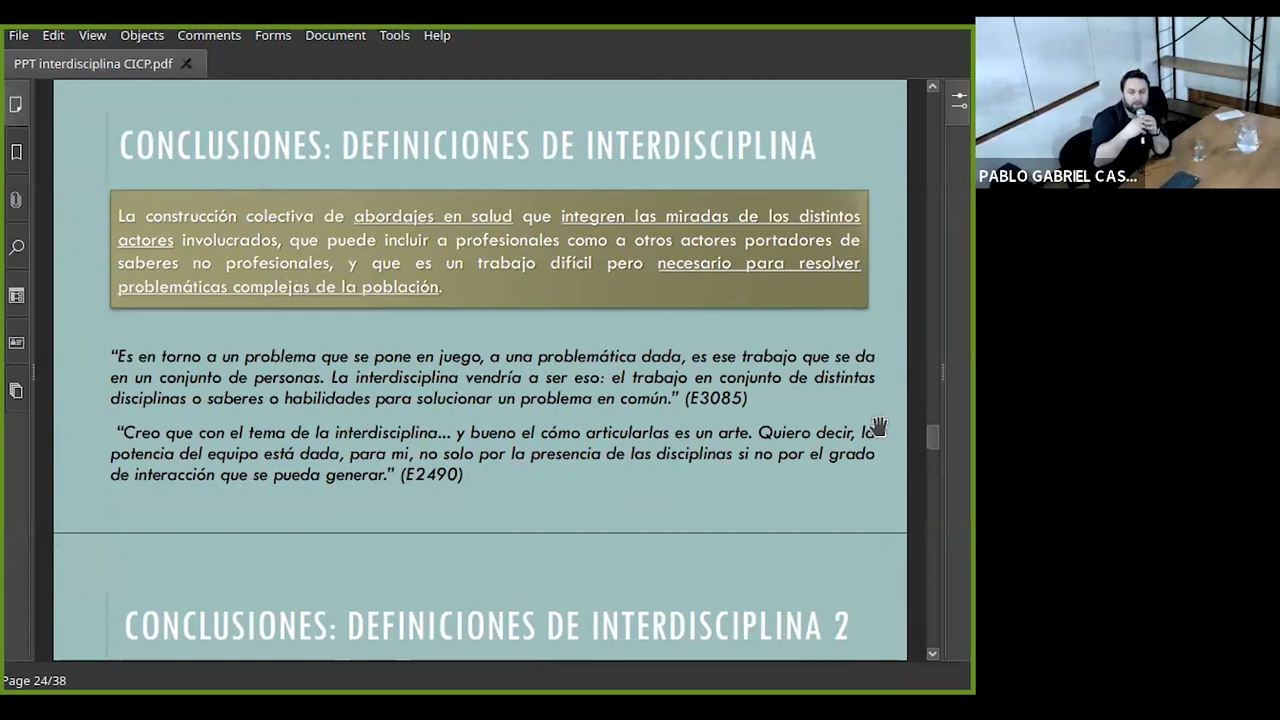 File Edit View Objects Comments Forms Document Tools Help
PPT interdisciplina CICP.pdf
CONCLUSIONES: DEFINICIONES DE INTERDISCIPLINA
La construcción colectiva de abordajes en salud que integren las miradas de los distintos
actores involucrados, que puede incluir a profesionales como a otros actores portadores de
saberes no profesionales, y que es un trabajo difícil pero necesario para resolver
problemáticas complejas de la población.
“Es en torno a un problema que se pone en juego, a una problemática dada, es ese trabajo que se da
en un conjunto de personas. La interdisciplina vendría a ser eso: el trabajo en conjunto de distintas
disciplinas o saberes o habilidades para solucionar un problema en común.” (E3085)
“Creo que con el tema de la interdisciplina... y bueno el cómo articularlas es un arte. Quiero decir, la
potencia del equipo está dada, para mi, no solo por la presencia de las disciplinas si no por el grado
de interacción que se pueda generar.” (E2490)
CONCLUSIONES: DEFINICIONES DE INTERDISCIPLINA 2
Page 24/38
PABLO GABRIEL CAS...